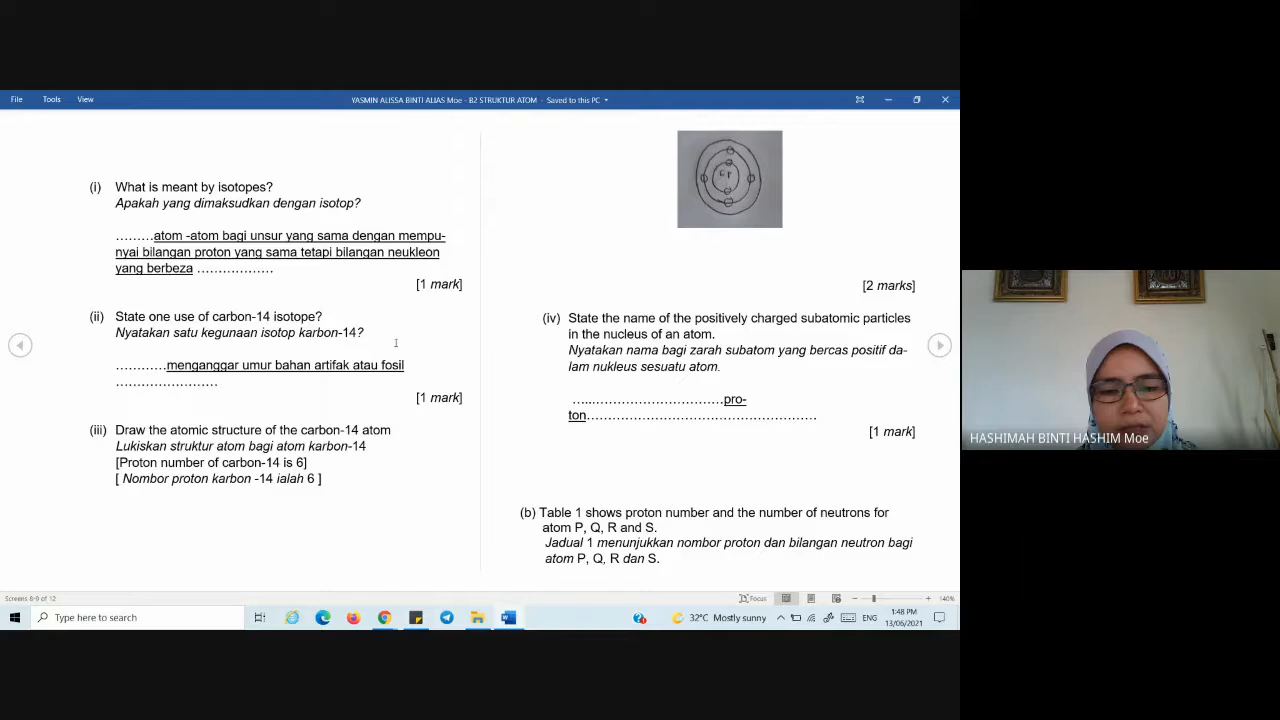 File Tools View YASMIN ALISSA BINTI ALIAS Moe - B2 STRUKTUR ATOM - Saved to this PC
(i) What is meant by isotopes?
Apakah yang dimaksudkan dengan isotop?
………atom -atom bagi unsur yang sama dengan mempu-
nyai bilangan proton yang sama tetapi bilangan neukleon
yang berbeza ………………
[1 mark]
(ii) State one use of carbon-14 isotope?
Nyatakan satu kegunaan isotop karbon-14?
…………menganggar umur bahan artifak atau fosil
……………………
[1 mark]
(iii) Draw the atomic structure of the carbon-14 atom
Lukiskan struktur atom bagi atom karbon-14
[Proton number of carbon-14 is 6]
[ Nombor proton karbon -14 ialah 6 ]
[2 marks]
(iv) State the name of the positively charged subatomic particles
in the nucleus of an atom.
Nyatakan nama bagi zarah subatom yang bercas positif da-
lam nukleus sesuatu atom.
…...…………………………pro-
ton………………………………………………
[1 mark]
(b) Table 1 shows proton number and the number of neutrons for
atom P, Q, R and S.
Jadual 1 menunjukkan nombor proton dan bilangan neutron bagi
atom P, Q, R dan S.
HASHIMAH BINTI HASHIM Moe
Screens 8-9 of 12
Focus
140%
Type here to search
32°C Mostly sunny
ENG
1:48 PM
13/06/2021